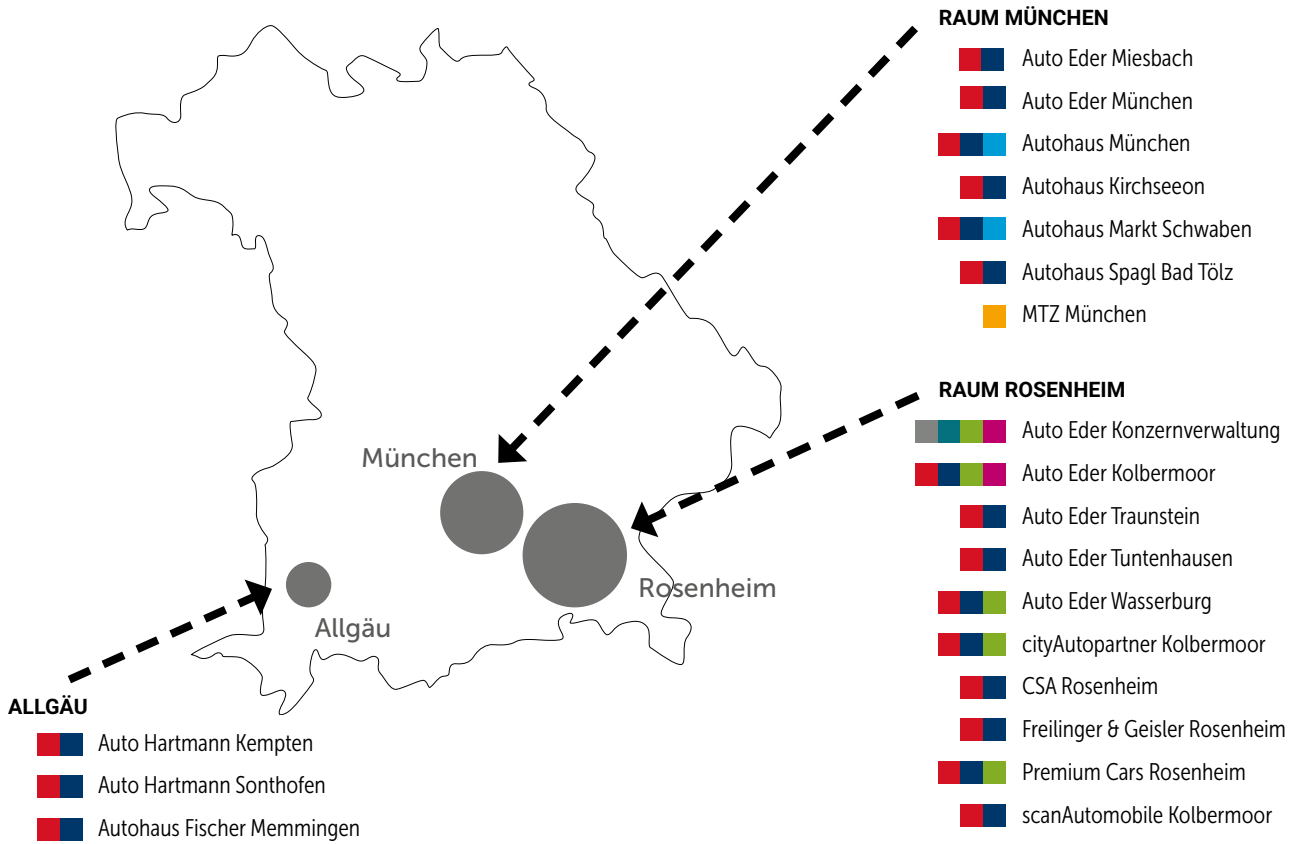 RAUM MÜNCHEN
Auto Eder Miesbach
Auto Eder München
Autohaus München
Autohaus Kirchseeon
Autohaus Markt Schwaben
Autohaus Spagl Bad Tölz
MTZ München
RAUM ROSENHEIM
Auto Eder Konzernverwaltung
Auto Eder Kolbermoor
Auto Eder Traunstein
Auto Eder Tuntenhausen
Auto Eder Wasserburg
cityAutopartner Kolbermoor
CSA Rosenheim
Freilinger & Geisler Rosenheim
Premium Cars Rosenheim
scanAutomobile Kolbermoor
München
Rosenheim
Allgäu
ALLGÄU
Auto Hartmann Kempten
Auto Hartmann Sonthofen
Autohaus Fischer Memmingen